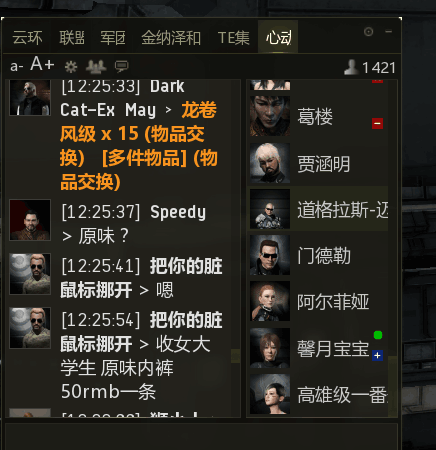 云环 联盟 军团 金纳泽和 TE集 心动
a- A+ 1421
[12:25:33] Dark
Cat-Ex May > 龙卷
风级 x 15 (物品交
换) [多件物品] (物
品交换)
[12:25:37] Speedy
> 原味？
[12:25:41] 把你的脏
鼠标挪开 > 嗯
[12:25:54] 把你的脏
鼠标挪开 > 收女大
学生 原味内裤
50rmb一条
葛楼
贾涵明
道格拉斯-迈
门德勒
阿尔菲娅
馨月宝宝
高雄级一番